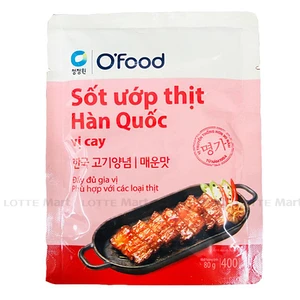 청정원 O'Food
Sốt ướp thịt
Hàn Quốc
vị cay
한국 고기양념 | 매운맛
Đầy đủ gia vị
Phù hợp với các loại thịt
명가
80g
400
LOTTE Mart